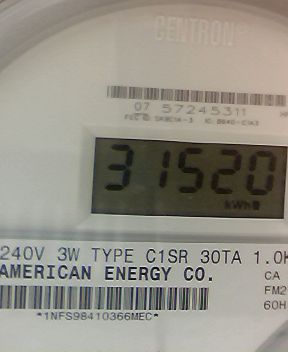 CENTRON®
07 57245311
31520
kWh
240V 3W TYPE C1SR 30TA 1.0K
AMERICAN ENERGY CO.
CA
FM2
60H
*1NFS98410366MEC*